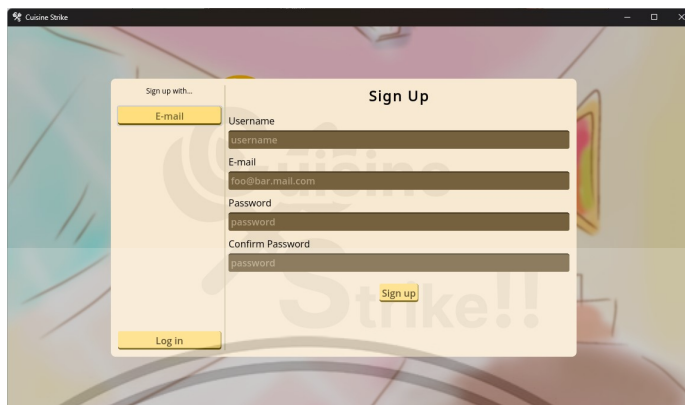 Cuisine Strike
Sign up with...
E-mail
Log in
Sign Up
Username
username
E-mail
foo@bar.mail.com
Password
password
Confirm Password
password
Sign up
Cuisine
Strike!!